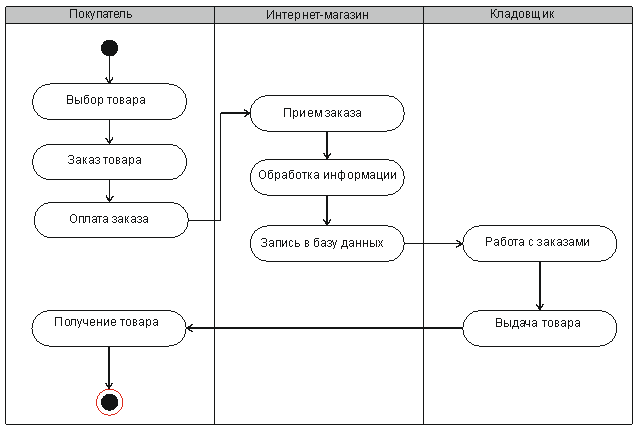 Покупатель
Интернет-магазин
Кладовщик
Выбор товара
Заказ товара
Оплата заказа
Прием заказа
Обработка информации
Запись в базу данных
Работа с заказами
Выдача товара
Получение товара